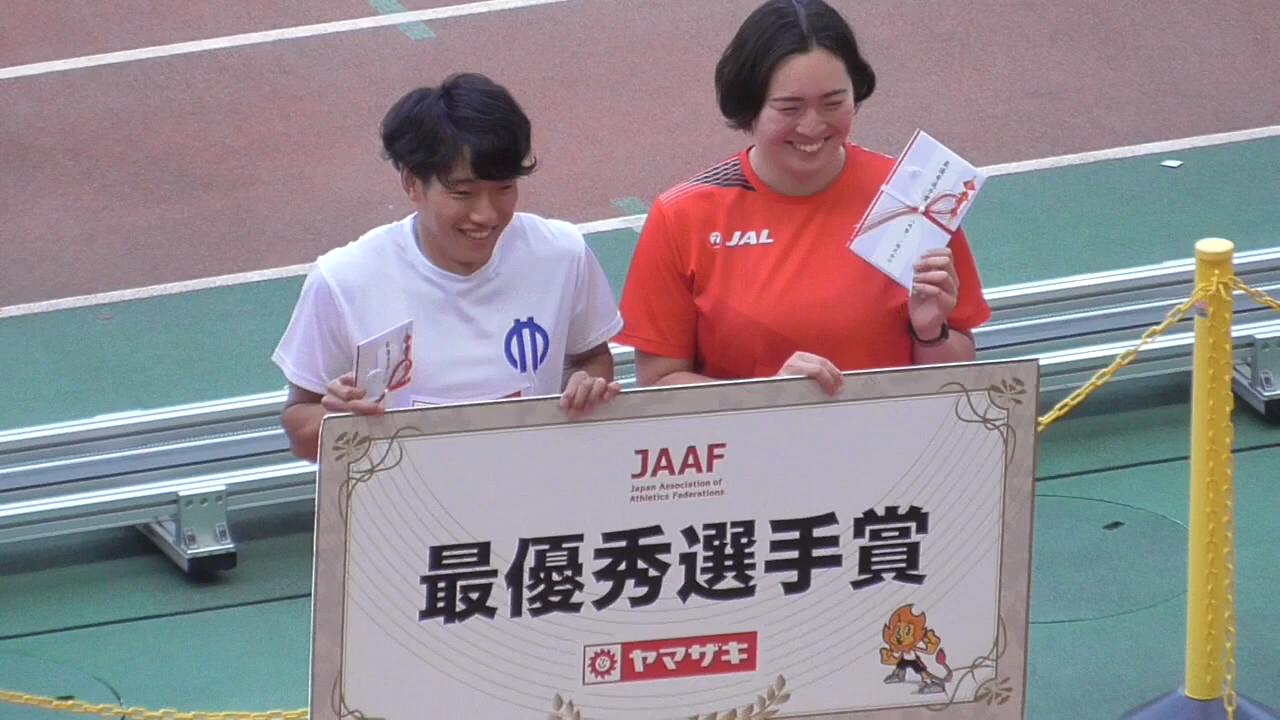 JAL
JAAF
Japan Association of
Athletics Federations
最優秀選手賞
ヤマザキ